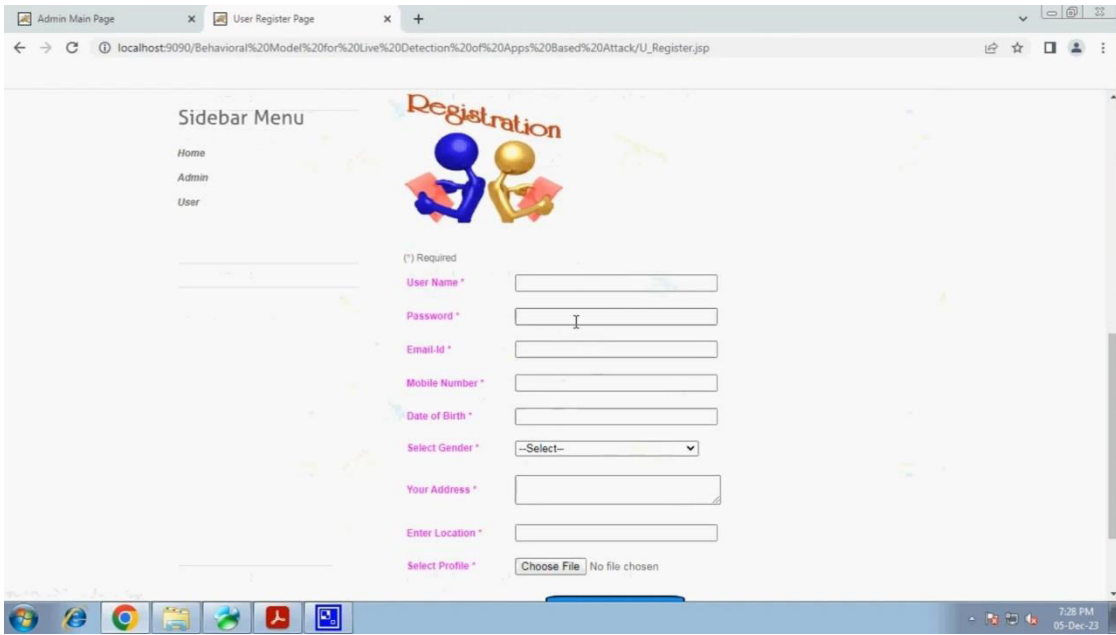 Admin Main Page
User Register Page
localhost:9090/Behavioral%20Model%20for%20Live%20Detection%20of%20Apps%20Based%20Attack/U_Register.jsp
Sidebar Menu
Home
Admin
User
Registration
(*) Required
User Name *
Password *
Email-Id *
Mobile Number *
Date of Birth *
Select Gender *
--Select--
Your Address *
Enter Location *
Select Profile *
Choose File No file chosen
7:28 PM
05-Dec-23